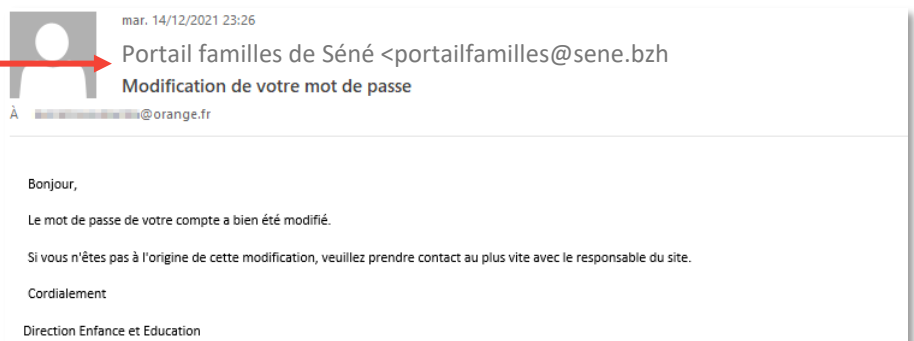 mar. 14/12/2021 23:26
Portail familles de Séné <portailfamilles@sene.bzh
Modification de votre mot de passe
À @orange.fr
Bonjour,
Le mot de passe de votre compte a bien été modifié.
Si vous n'êtes pas à l'origine de cette modification, veuillez prendre contact au plus vite avec le responsable du site.
Cordialement
Direction Enfance et Education